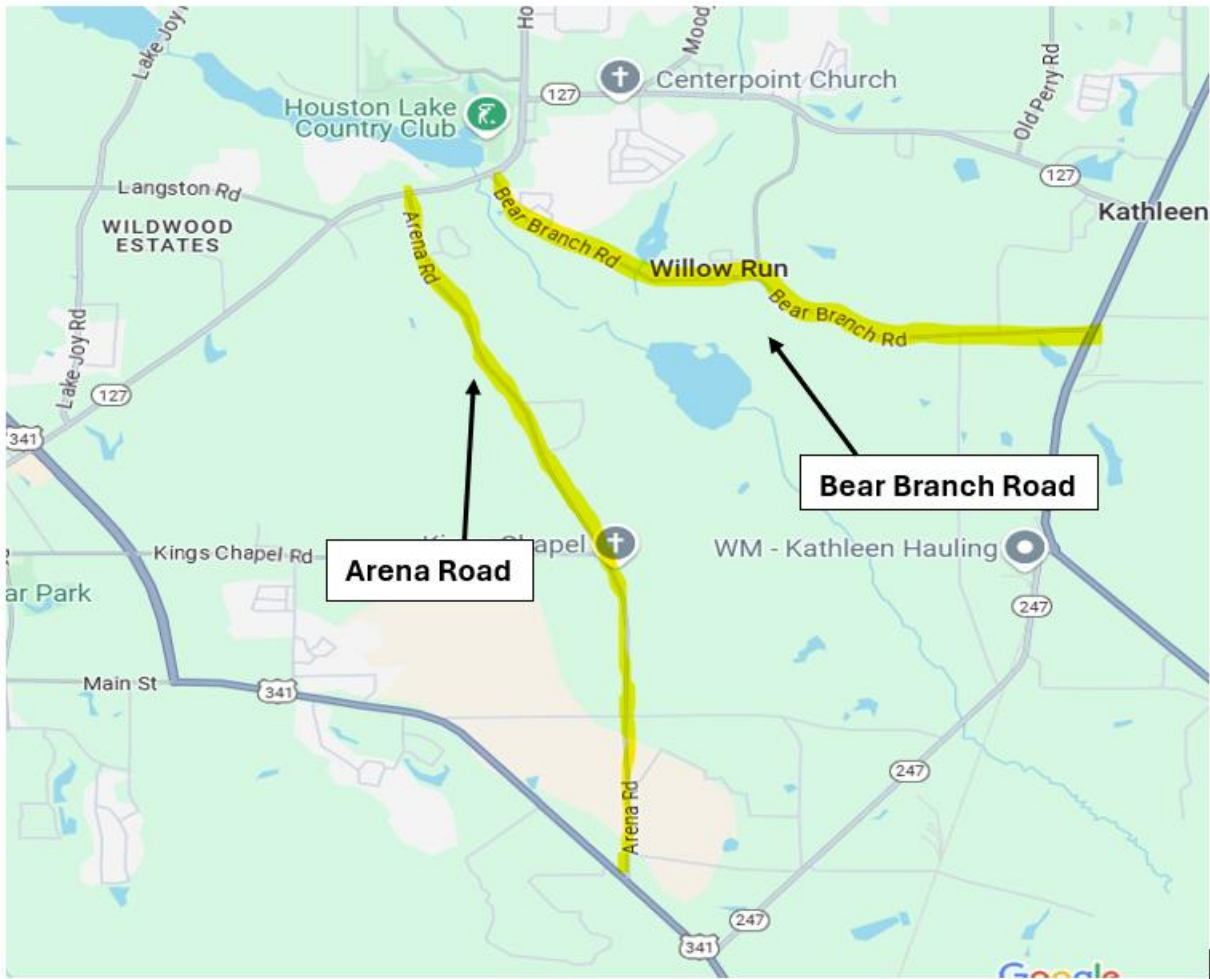 Lake Joy
Ho
Moody
127
Centerpoint Church
Houston Lake
Country Club
Old Perry Rd
Langston Rd
127
WILDWOOD
ESTATES
Kathleen
Arena Rd
Bear Branch Rd
Willow Run
Bear Branch Rd
Lake Joy Rd
127
341
Bear Branch Road
Kings Chapel Rd
Chapel
WM - Kathleen Hauling
Arena Road
ar Park
247
Main St
341
247
Arena Rd
247
341
Google